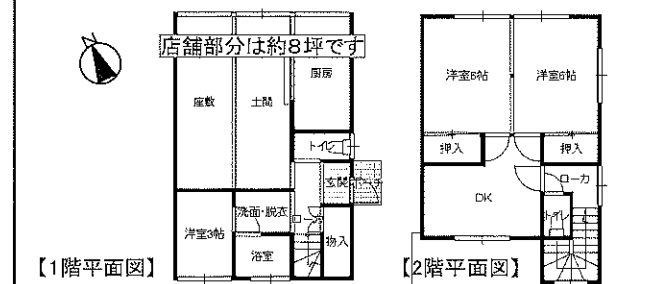 N
店舗部分は約8坪です
厨房
座敷
土間
トイレ
玄関
ポーチ
洗面・脱衣
洋室3帖
浴室
物入
【1階平面図】
洋室6帖
洋室6帖
押入
押入
ローカ
DK
トイレ
【2階平面図】